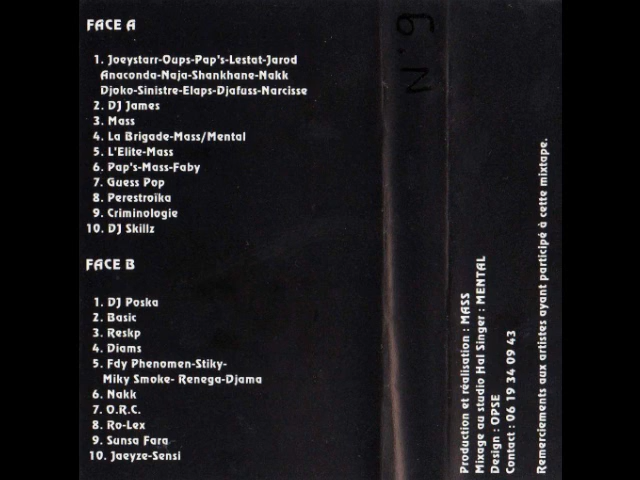 FACE A
1. Joeystarr-Oups-Pap's-Lestat-Jarod
Anaconda-Naja-Shankhane-Nakk
Djoko-Sinistre-Elaps-Djafuss-Narcisse
2. DJ James
3. Mass
4. La Brigade-Mass/Mental
5. L'Elite-Mass
6. Pap's-Mass-Faby
7. Guess Pop
8. Perestroïka
9. Criminologie
10. DJ Skillz
FACE B
1. DJ Poska
2. Basic
3. Reskp
4. Diams
5. Fdy Phenomen-Stiky-
Miky Smoke- Renega-Djama
6. Nakk
7. O.R.C.
8. Ro-Lex
9. Sunsa Fara
10. Jaeyze-Sensi
N.9
Production et réalisation : MASS
Mixage au studio Hal Singer : MENTAL
Design : OPSE
Contact : 06 19 34 09 43
Remerciements aux artistes ayant participé à cette mixtape.